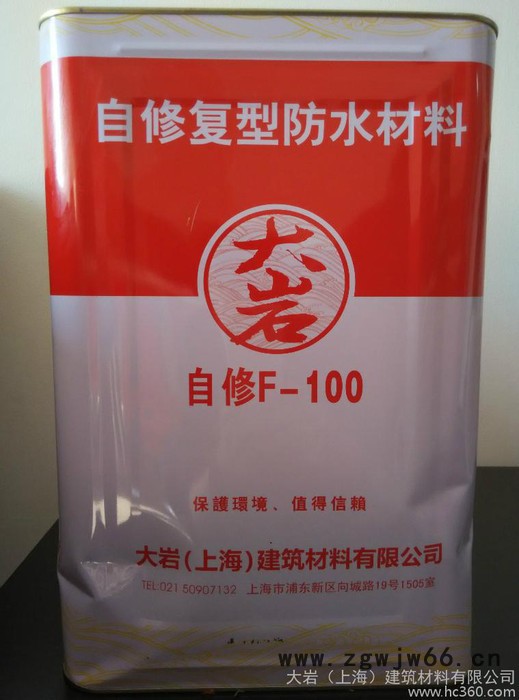 自修复型防水材料
大岩
自修F-100
保護環境、值得信賴
大岩(上海)建筑材料有限公司
TEL:021 50907132 上海市浦东新区向城路19号1505室
www.zgwjw66.cn
大岩（上海）建筑材料有限公司
www.hc360.com